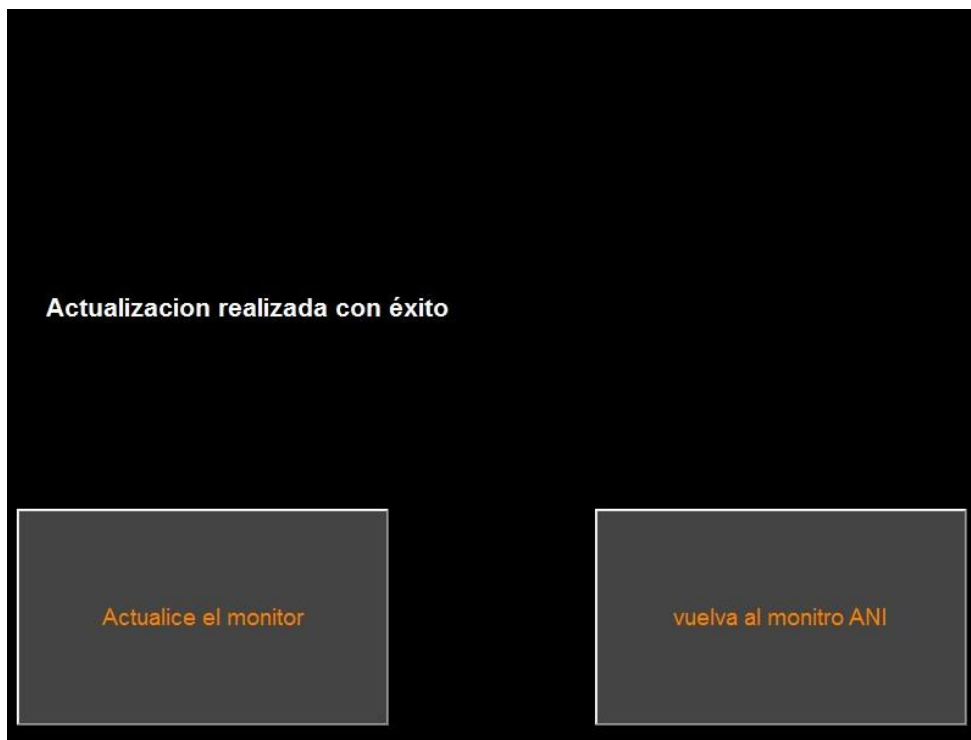 Actualizacion realizada con éxito
Actualice el monitor
vuelva al monitro ANI